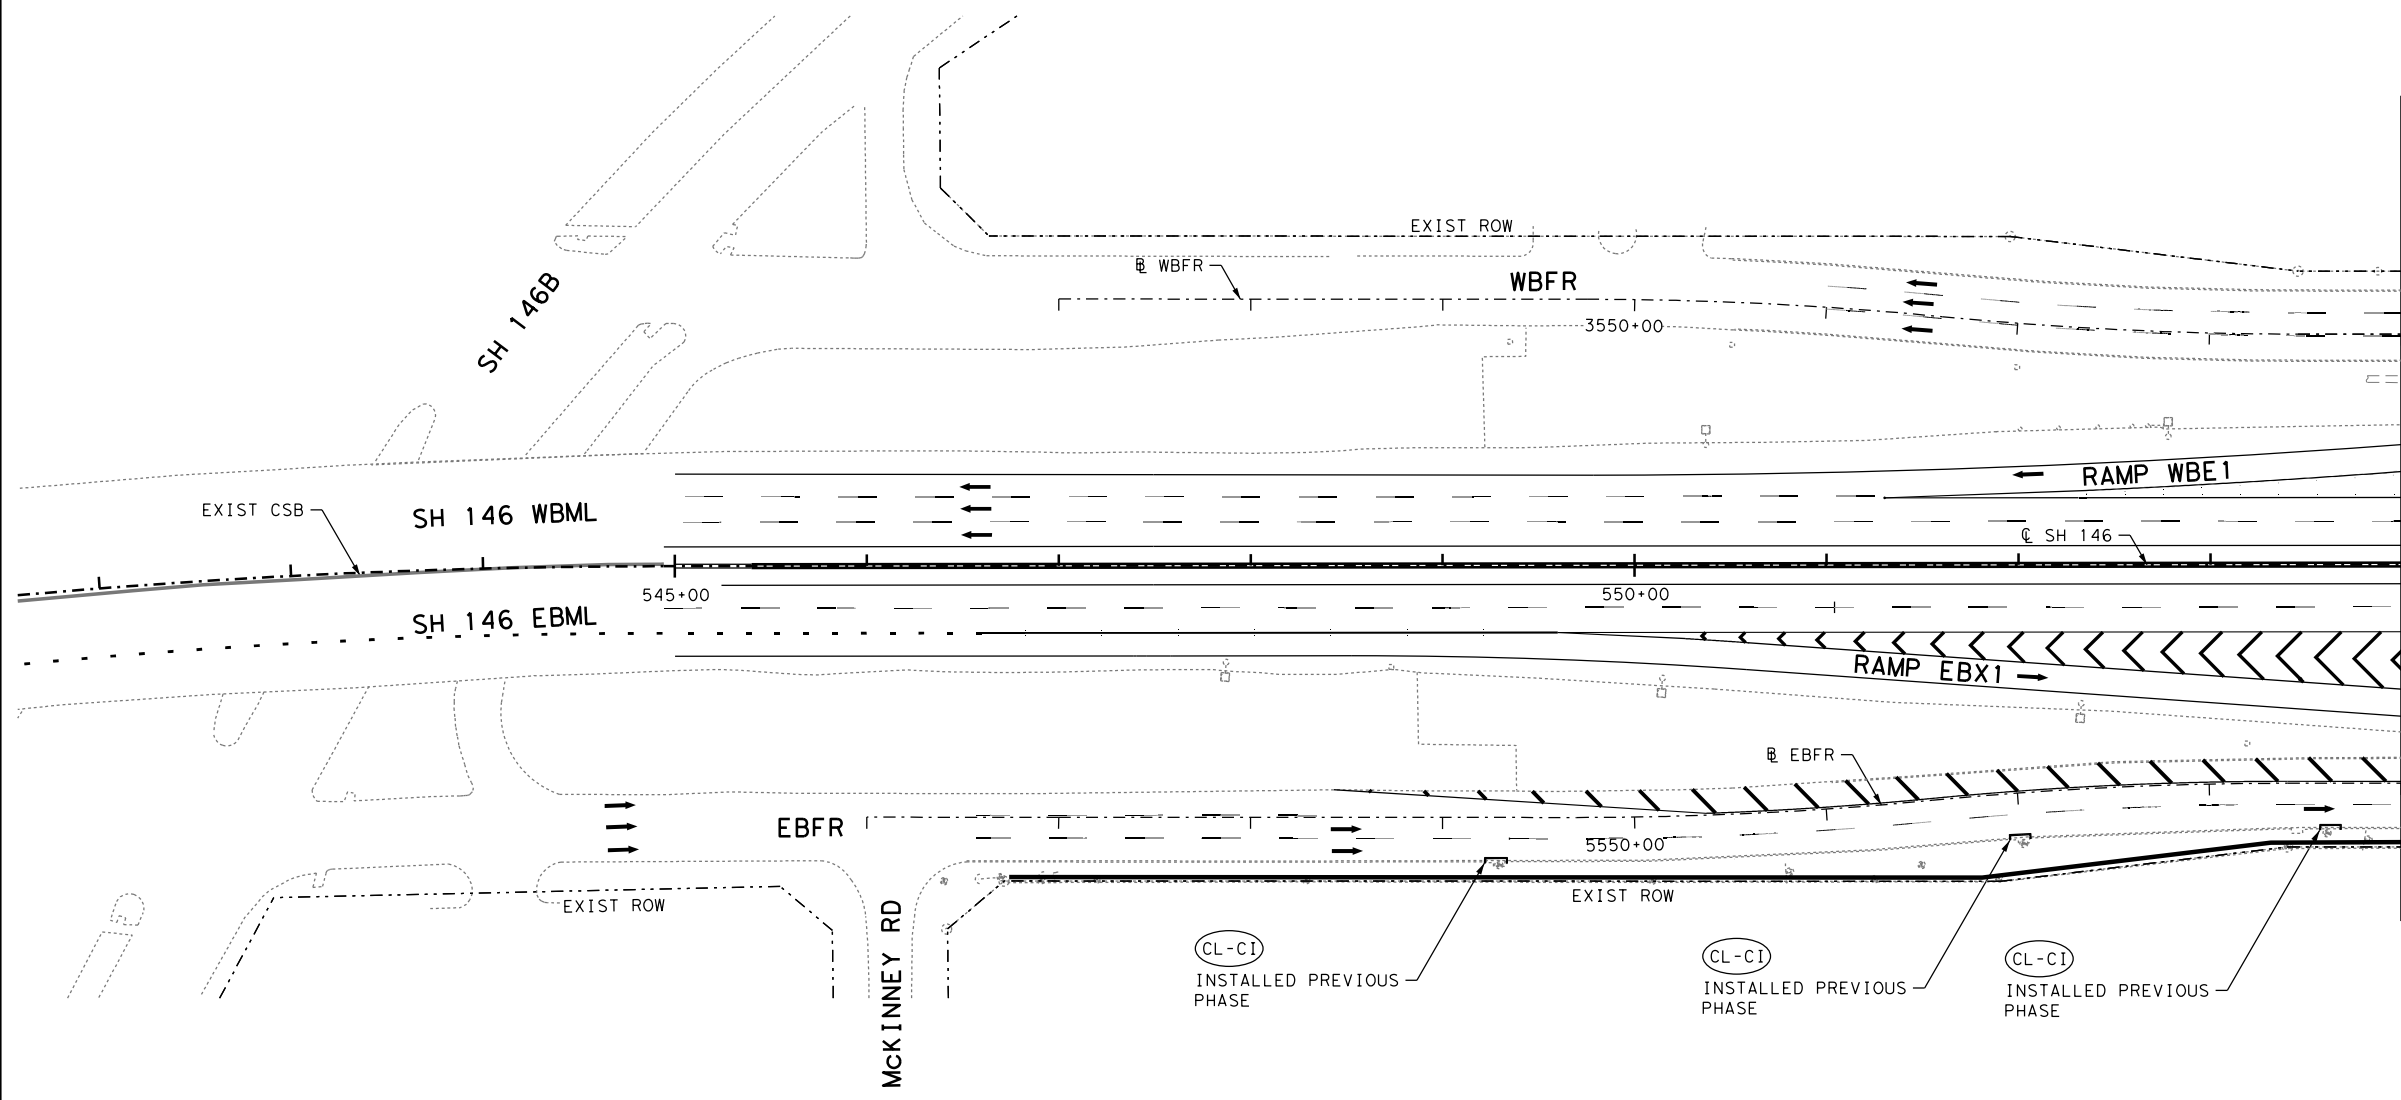 EXIST ROW
℄ WBFR
WBFR
SH 146B
3550+00
RAMP WBE1
EXIST CSB
SH 146 WBML
℄ SH 146
545+00
550+00
SH 146 EBML
RAMP EBX1
℄ EBFR
EBFR
5550+00
EXIST ROW
EXIST ROW
McKINNEY RD
CL-CI
INSTALLED PREVIOUS
PHASE
CL-CI
INSTALLED PREVIOUS
PHASE
CL-CI
INSTALLED PREVIOUS
PHASE